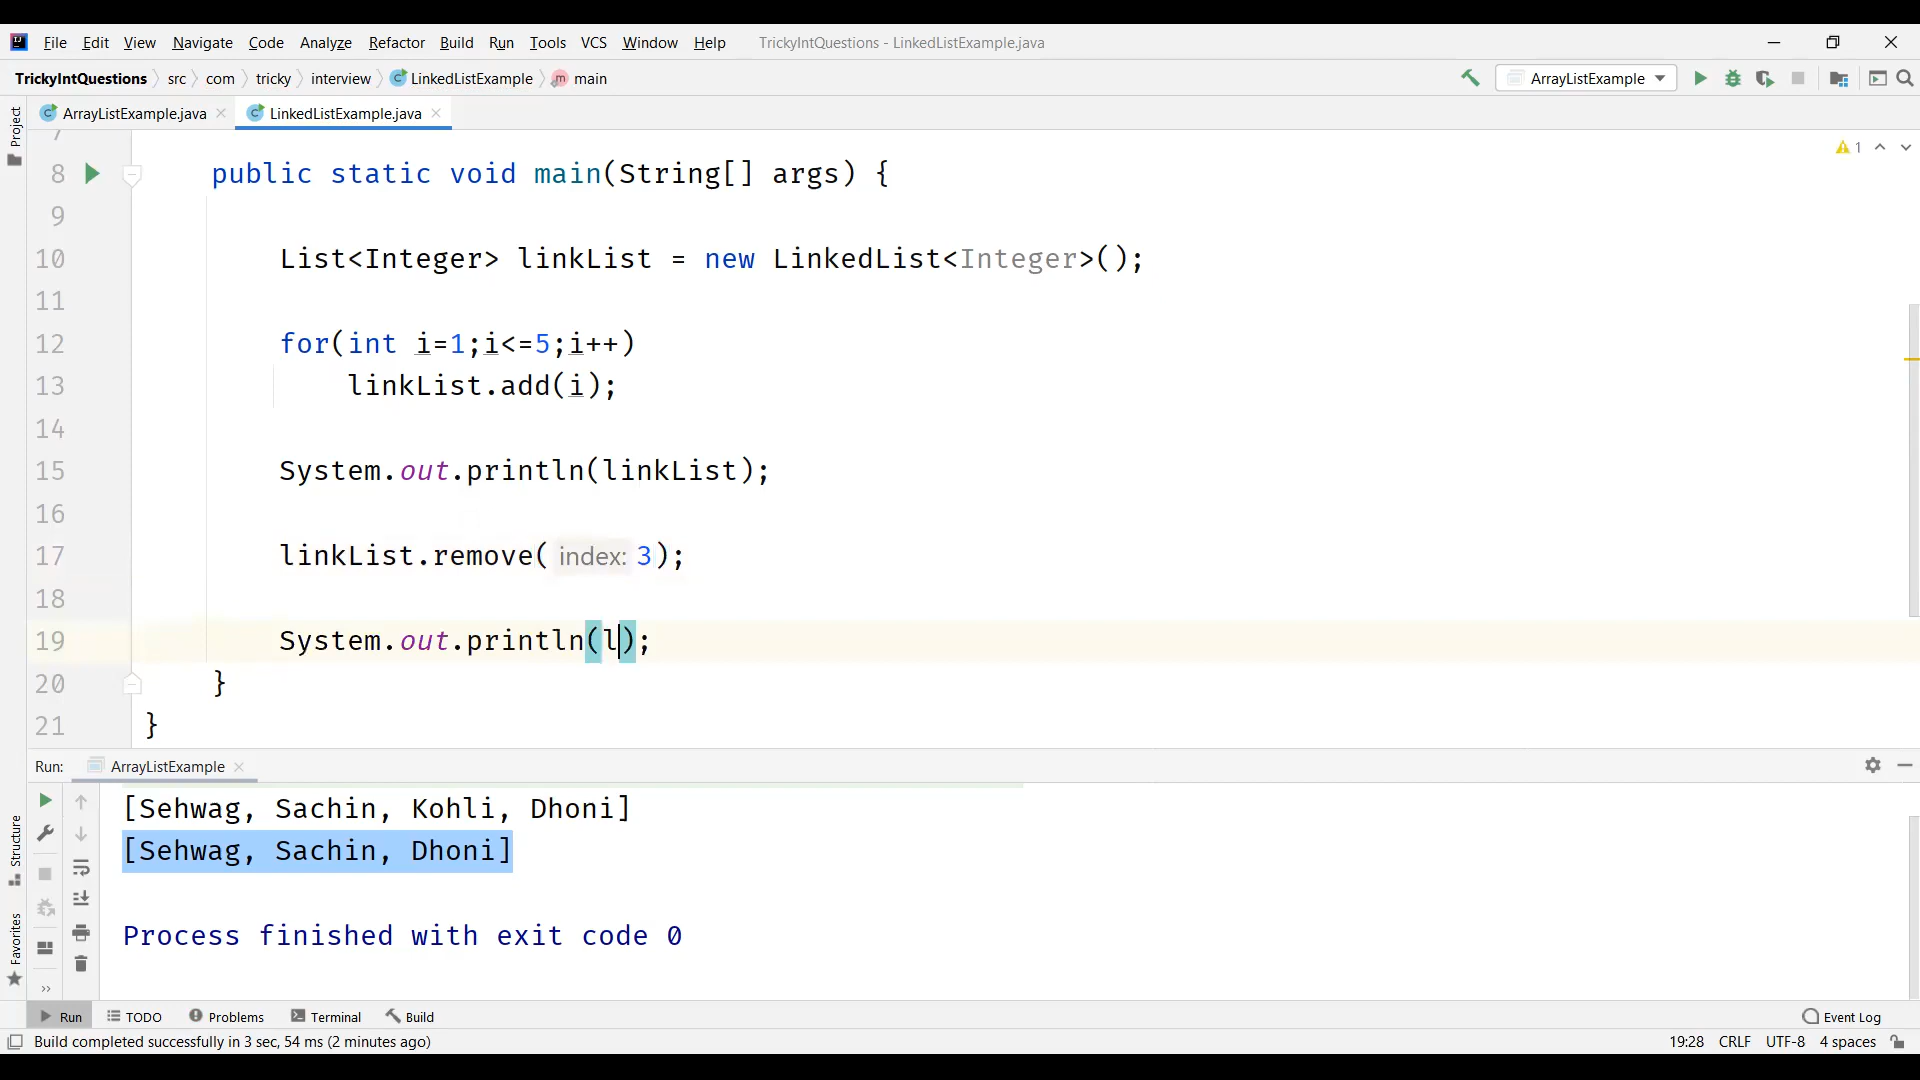 File Edit View Navigate Code Analyze Refactor Build Run Tools VCS Window Help TrickyIntQuestions - LinkedListExample.java
TrickyIntQuestions src com tricky interview LinkedListExample main ArrayListExample
ArrayListExample.java LinkedListExample.java
Project
7
8 public static void main(String[] args) {
1
9
10 List<Integer> linkList = new LinkedList<Integer>();
11
12 for(int i=1;i<=5;i++)
13 linkList.add(i);
14
15 System.out.println(linkList);
16
17 linkList.remove( index: 3);
18
19 System.out.println(l);
20 }
21 }
Run: ArrayListExample
[Sehwag, Sachin, Kohli, Dhoni]
[Sehwag, Sachin, Dhoni]
Process finished with exit code 0
Structure
Favorites
Run TODO Problems Terminal Build Event Log
Build completed successfully in 3 sec, 54 ms (2 minutes ago) 19:28 CRLF UTF-8 4 spaces